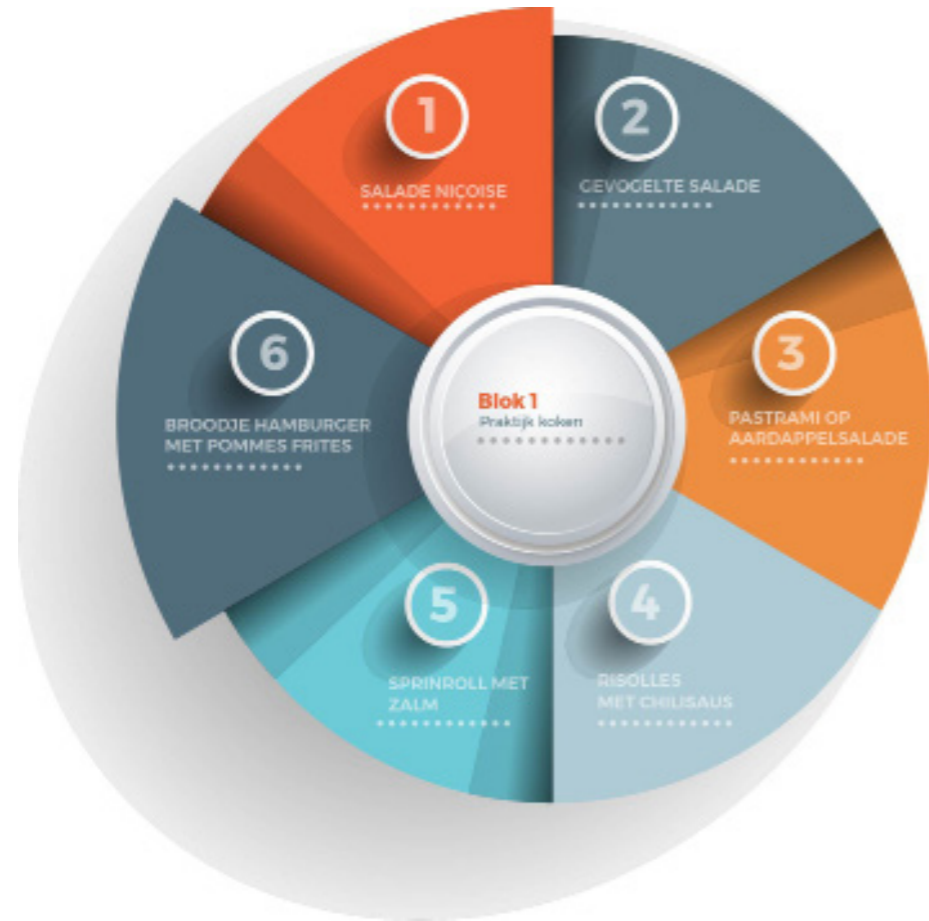 1
SALADE NIÇOISE
2
GEVOGELTE SALADE
3
PASTRAMI OP
AARDAPPELSALADE
4
RISOLLES
MET CHILISAUS
5
SPRINROLL MET
ZALM
6
BROODJE HAMBURGER
MET POMMES FRITES
Blok 1
Praktijk koken